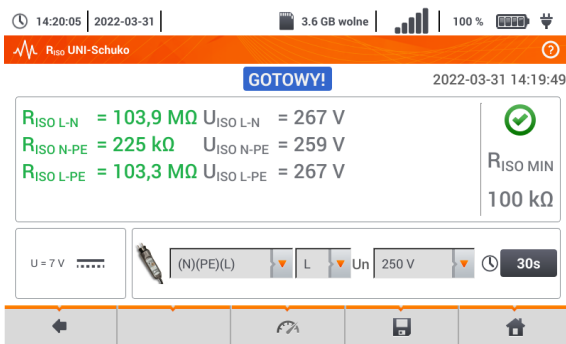 14:20:05 2022-03-31 3.6 GB wolne 100 %
RISO UNI-Schuko ?
GOTOWY! 2022-03-31 14:19:49
RISO L-N = 103,9 MΩ UISO L-N = 267 V
RISO N-PE = 225 kΩ UISO N-PE = 259 V
RISO L-PE = 103,3 MΩ UISO L-PE = 267 V
RISO MIN
100 kΩ
U = 7 V
(N)(PE)(L) L Un 250 V 30s